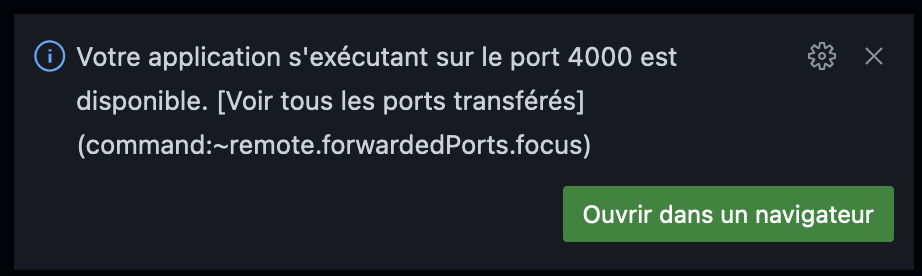 Votre application s'exécutant sur le port 4000 est
disponible. [Voir tous les ports transférés]
(command:~remote.forwardedPorts.focus)
Ouvrir dans un navigateur